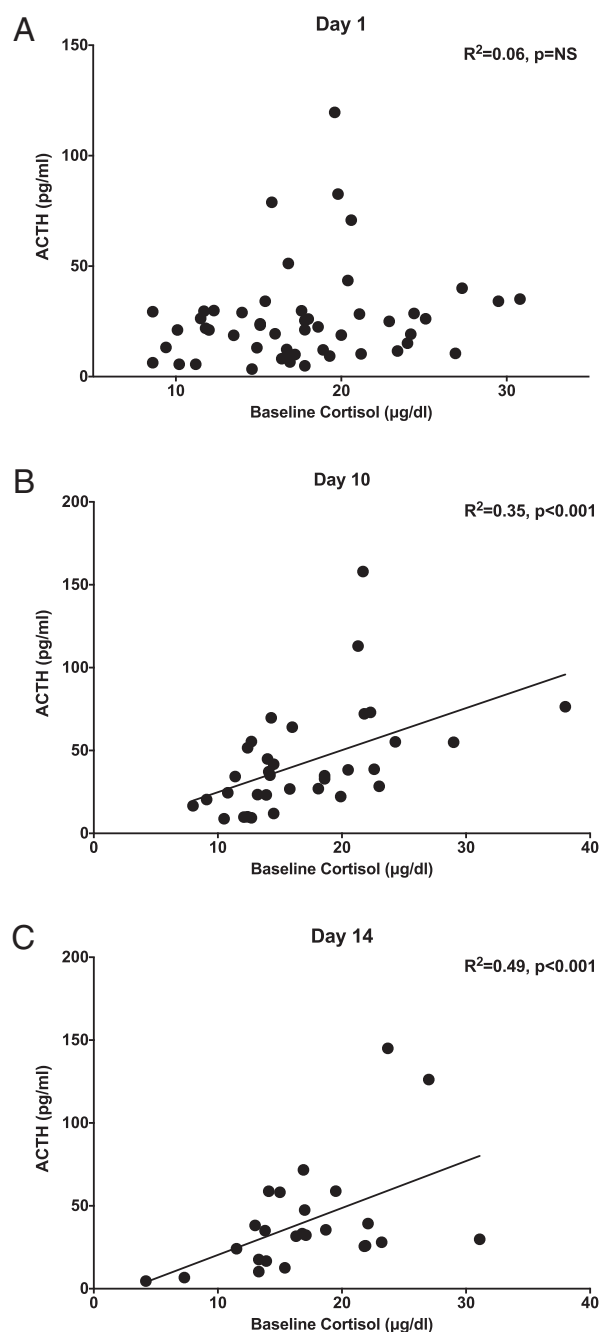 A
Day 1
R²=0.06, p=NS
150
100
50
0
ACTH (pg/ml)
10
20
30
Baseline Cortisol (µg/dl)
B
Day 10
R²=0.35, p<0.001
200
150
100
50
0
ACTH (pg/ml)
0
10
20
30
40
Baseline Cortisol (µg/dl)
C
Day 14
R²=0.49, p<0.001
200
150
100
50
0
ACTH (pg/ml)
0
10
20
30
40
Baseline Cortisol (µg/dl)